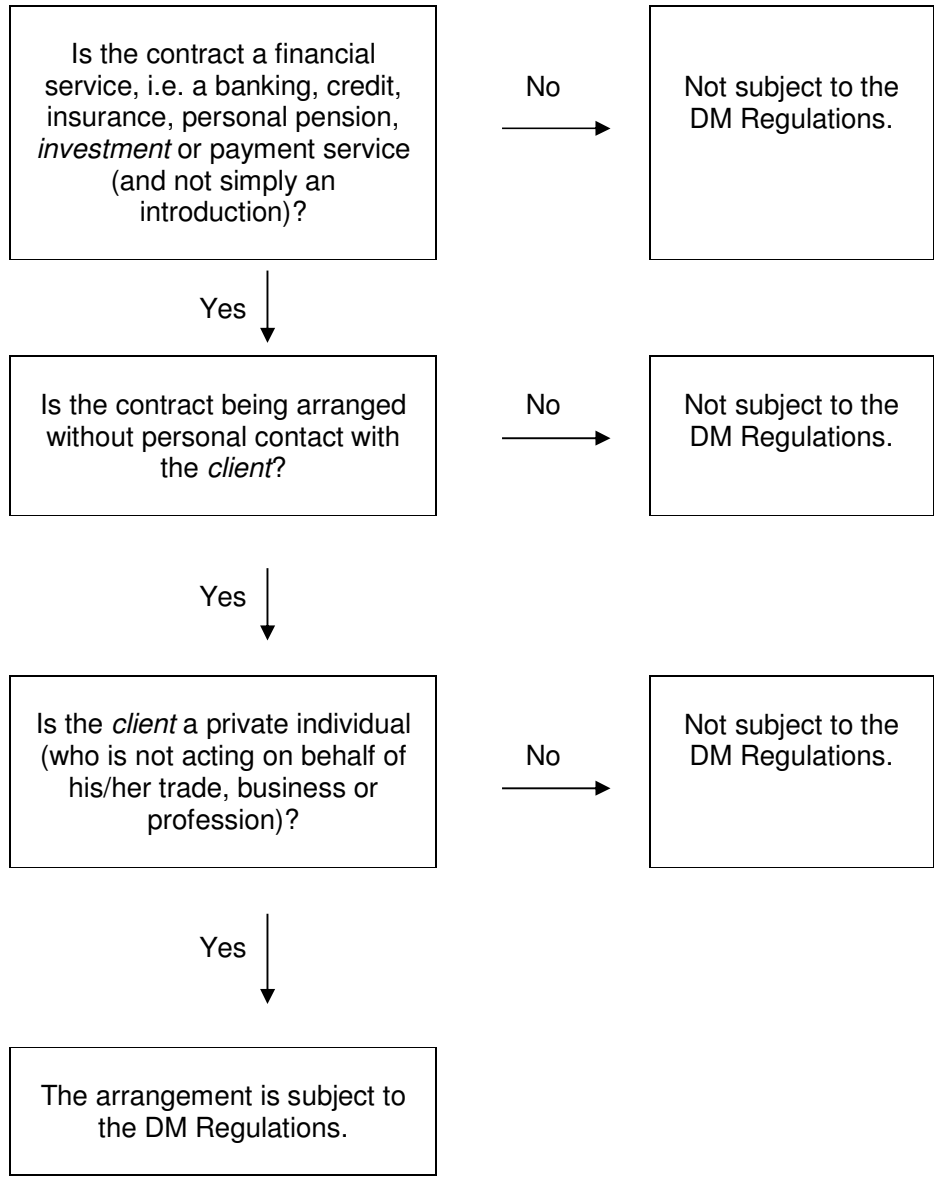 Is the contract a financial
service, i.e. a banking, credit,
insurance, personal pension,
investment or payment service
(and not simply an
introduction)?
No
Not subject to the
DM Regulations.
Yes
Is the contract being arranged
without personal contact with
the client?
No
Not subject to the
DM Regulations.
Yes
Is the client a private individual
(who is not acting on behalf of
his/her trade, business or
profession)?
No
Not subject to the
DM Regulations.
Yes
The arrangement is subject to
the DM Regulations.